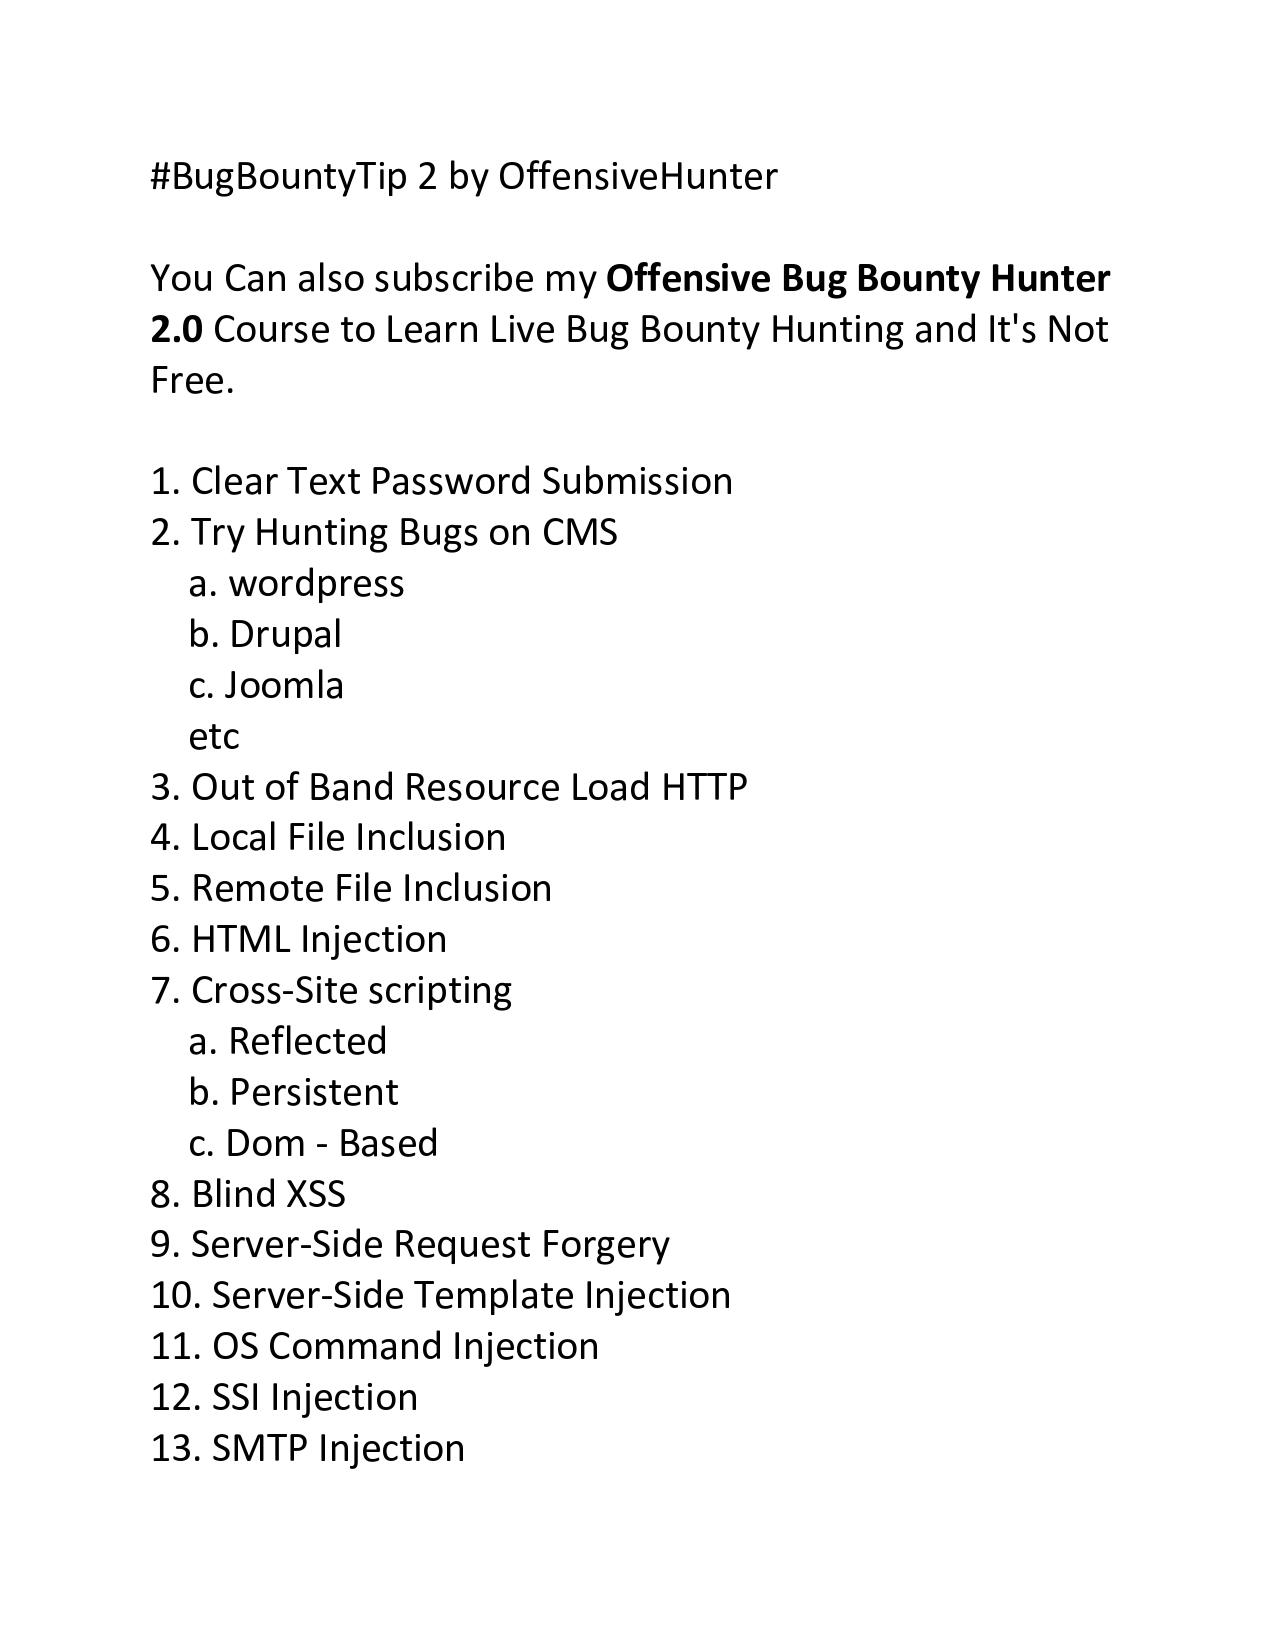 #BugBountyTip 2 by OffensiveHunter
You Can also subscribe my Offensive Bug Bounty Hunter
2.0 Course to Learn Live Bug Bounty Hunting and It's Not
Free.
1. Clear Text Password Submission
2. Try Hunting Bugs on CMS
a. wordpress
b. Drupal
c. Joomla
etc
3. Out of Band Resource Load HTTP
4. Local File Inclusion
5. Remote File Inclusion
6. HTML Injection
7. Cross-Site scripting
a. Reflected
b. Persistent
c. Dom - Based
8. Blind XSS
9. Server-Side Request Forgery
10. Server-Side Template Injection
11. OS Command Injection
12. SSI Injection
13. SMTP Injection